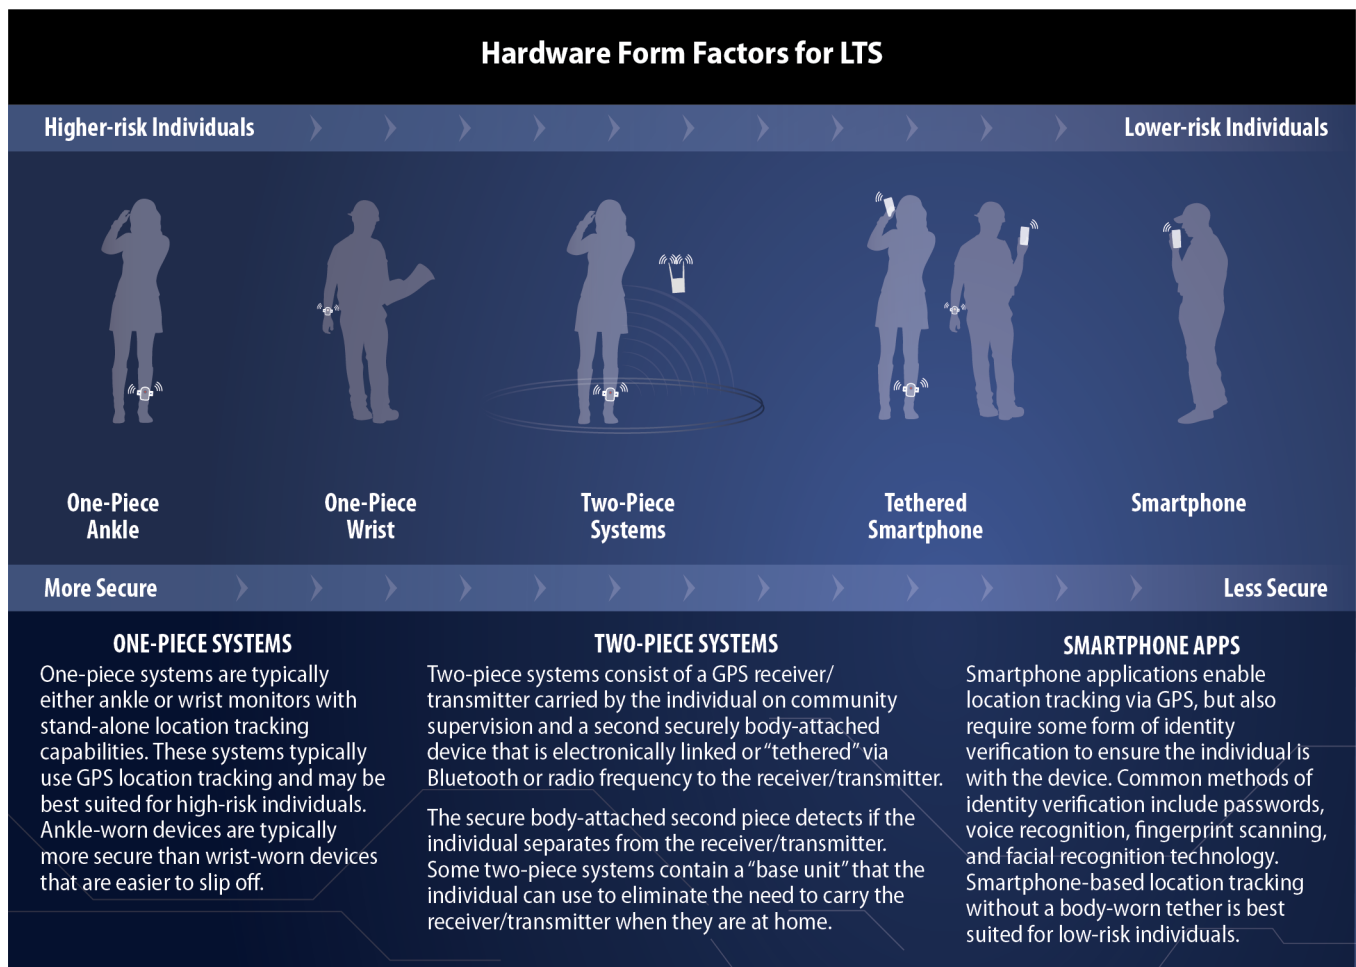 Hardware Form Factors for LTS
Higher-risk Individuals
Lower-risk Individuals
One-Piece
Ankle
One-Piece
Wrist
Two-Piece
Systems
Tethered
Smartphone
Smartphone
More Secure
Less Secure
ONE-PIECE SYSTEMS
One-piece systems are typically
either ankle or wrist monitors with
stand-alone location tracking
capabilities. These systems typically
use GPS location tracking and may be
best suited for high-risk individuals.
Ankle-worn devices are typically
more secure than wrist-worn devices
that are easier to slip off.
TWO-PIECE SYSTEMS
Two-piece systems consist of a GPS receiver/
transmitter carried by the individual on community
supervision and a second securely body-attached
device that is electronically linked or “tethered” via
Bluetooth or radio frequency to the receiver/transmitter.
The secure body-attached second piece detects if the
individual separates from the receiver/transmitter.
Some two-piece systems contain a “base unit” that the
individual can use to eliminate the need to carry the
receiver/transmitter when they are at home.
SMARTPHONE APPS
Smartphone applications enable
location tracking via GPS, but also
require some form of identity
verification to ensure the individual is
with the device. Common methods of
identity verification include passwords,
voice recognition, fingerprint scanning,
and facial recognition technology.
Smartphone-based location tracking
without a body-worn tether is best
suited for low-risk individuals.